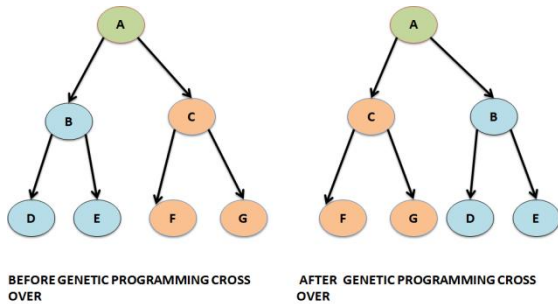 A
A
B
C
C
B
D
E
F
G
F
G
D
E
BEFORE GENETIC PROGRAMMING CROSS
OVER
AFTER GENETIC PROGRAMMING CROSS
OVER